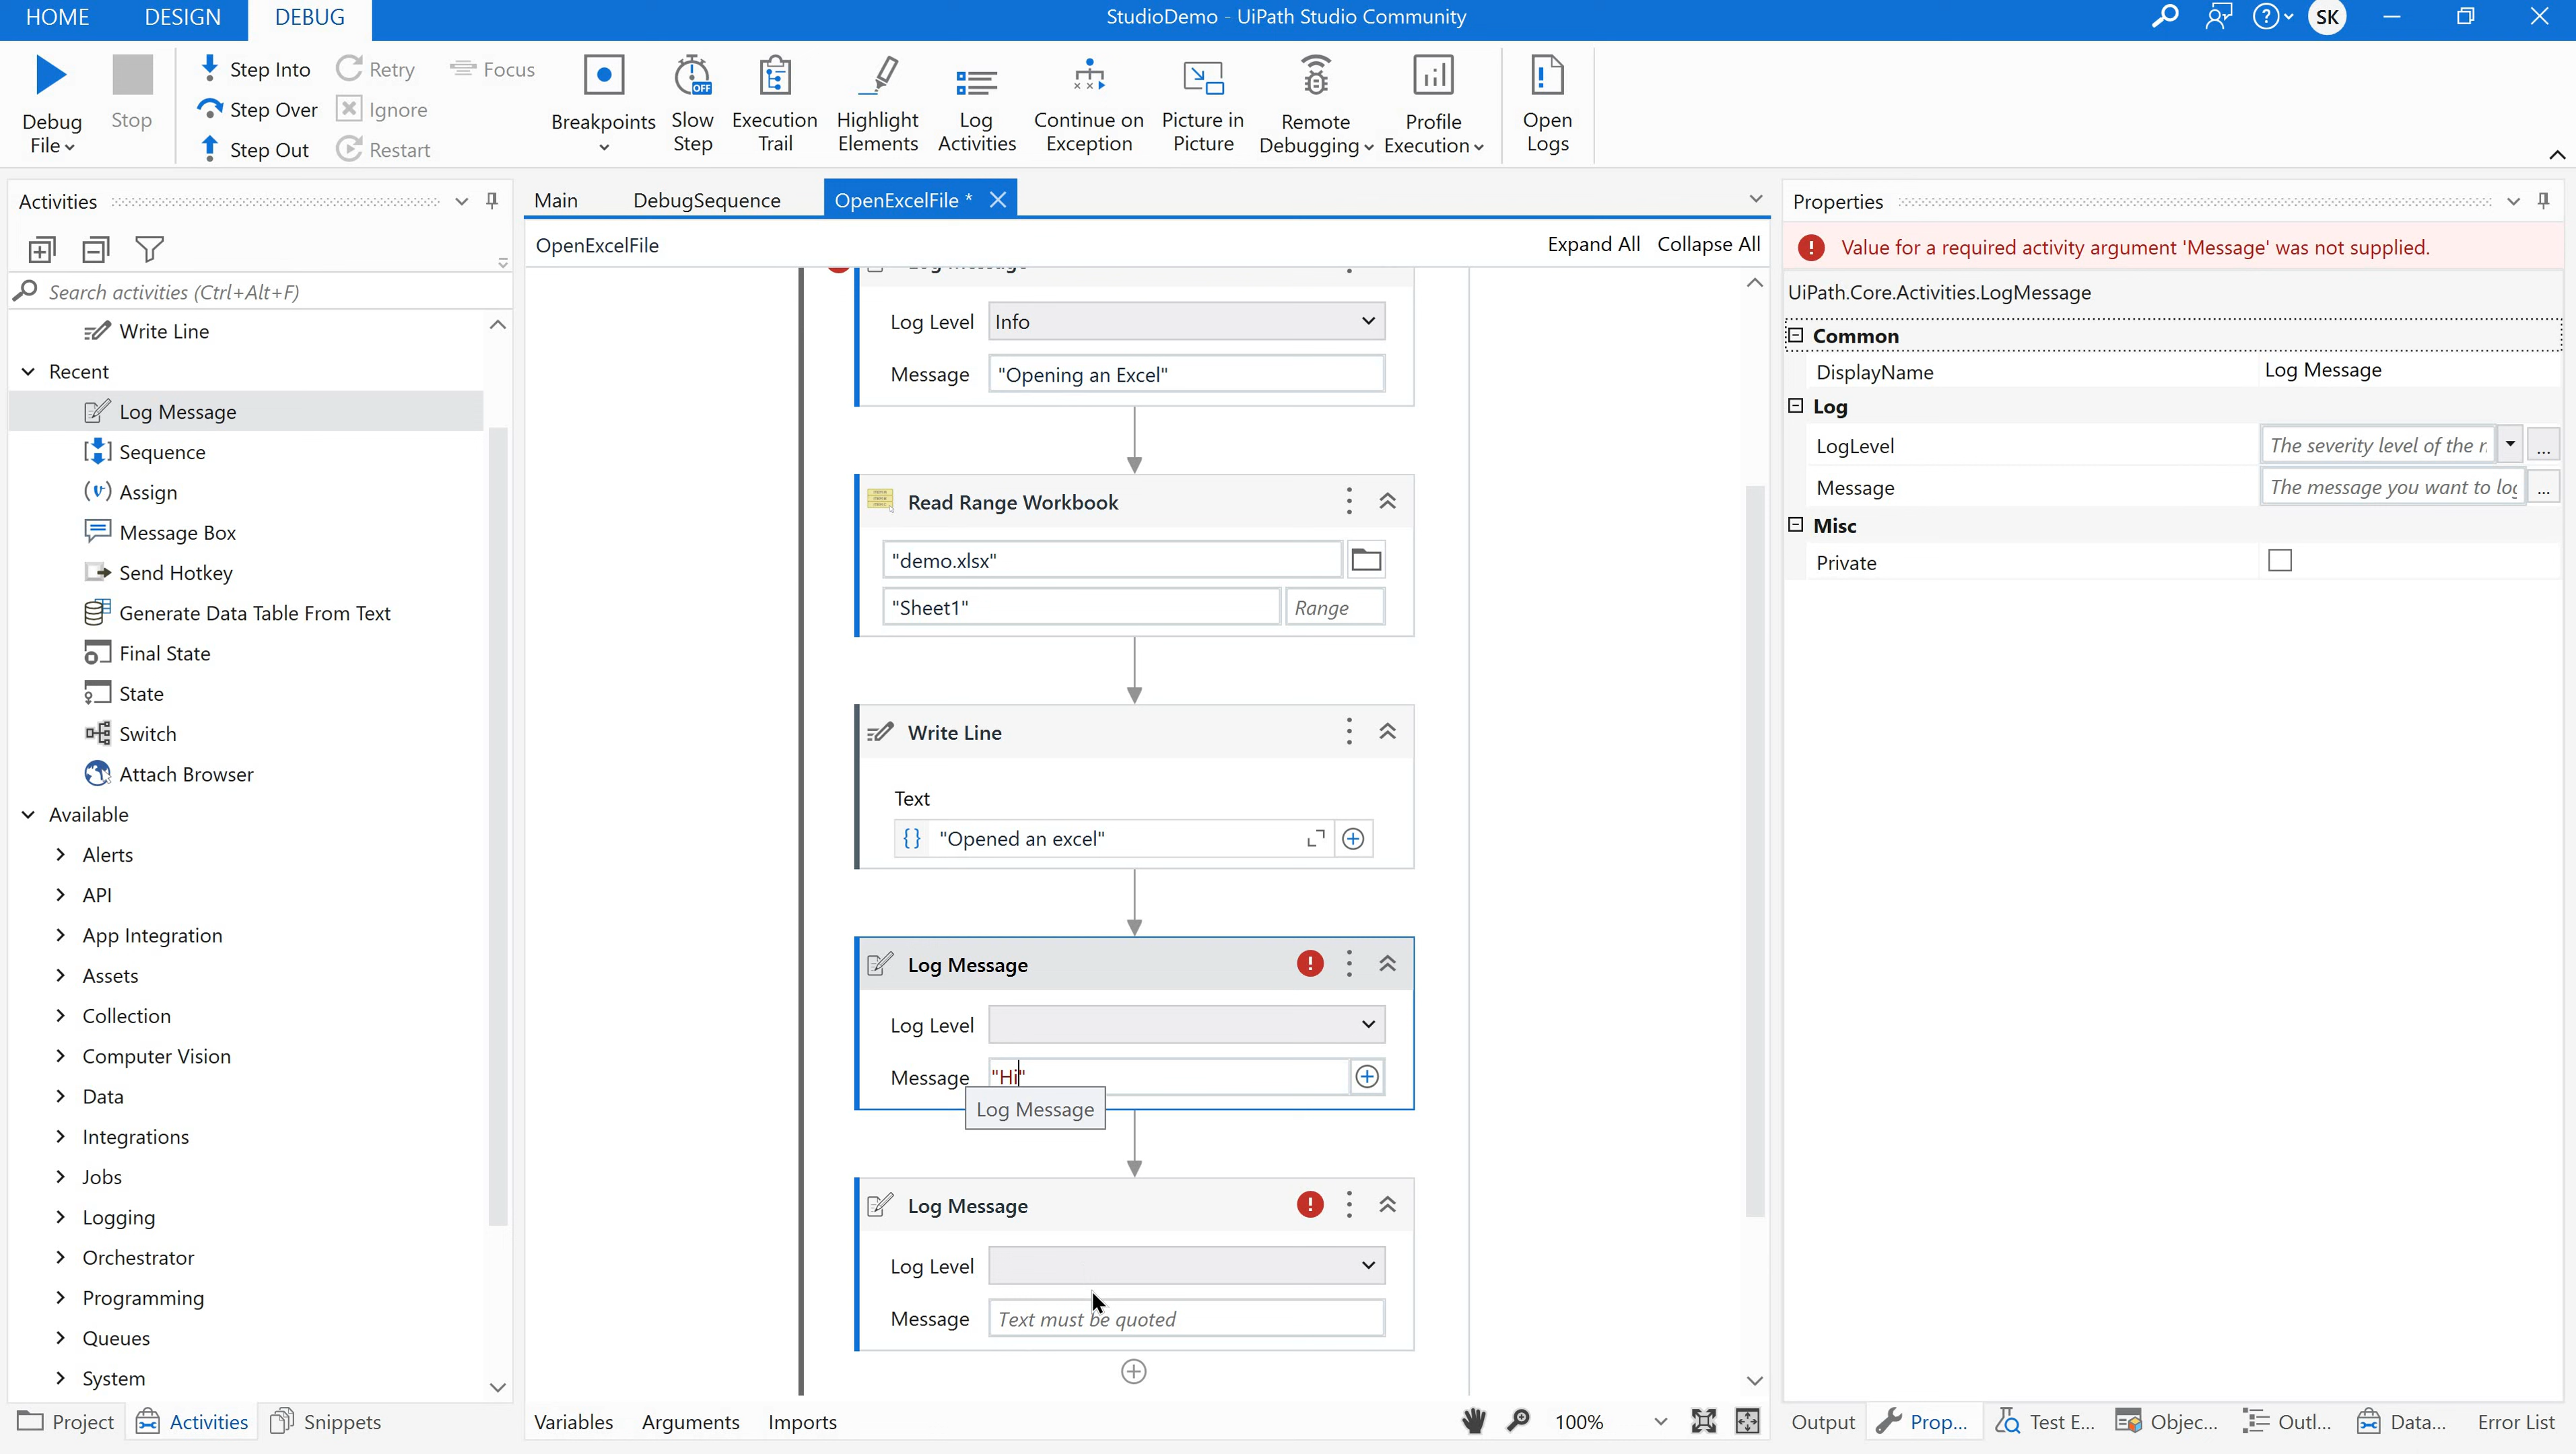 HOME DESIGN DEBUG StudioDemo - UiPath Studio Community SK
Debug File
Stop
Step Into
Step Over
Step Out
Retry
Ignore
Restart
Focus
Breakpoints
Slow Step
OFF
Execution Trail
Highlight Elements
Log Activities
Continue on Exception
Picture in Picture
Remote Debugging
Profile Execution
Open Logs
Activities
Search activities (Ctrl+Alt+F)
Write Line
Recent
Log Message
Sequence
Assign
Message Box
Send Hotkey
Generate Data Table From Text
Final State
State
Switch
Attach Browser
Available
Alerts
API
App Integration
Assets
Collection
Computer Vision
Data
Integrations
Jobs
Logging
Orchestrator
Programming
Queues
System
Project Activities Snippets
Main DebugSequence OpenExcelFile *
OpenExcelFile Expand All Collapse All
Log Message
Log Level Info
Message "Opening an Excel"
Read Range Workbook
"demo.xlsx"
"Sheet1" Range
Write Line
Text
{} "Opened an excel"
Log Message
Log Level
Message "Hi"
Log Message
Log Message
Log Level
Message Text must be quoted
Variables Arguments Imports 100%
Properties
Value for a required activity argument 'Message' was not supplied.
UiPath.Core.Activities.LogMessage
Common
DisplayName Log Message
Log
LogLevel The severity level of the ...
Message The message you want to ...
Misc
Private
Output Prop... Test E... Objec... Outl... Data... Error List